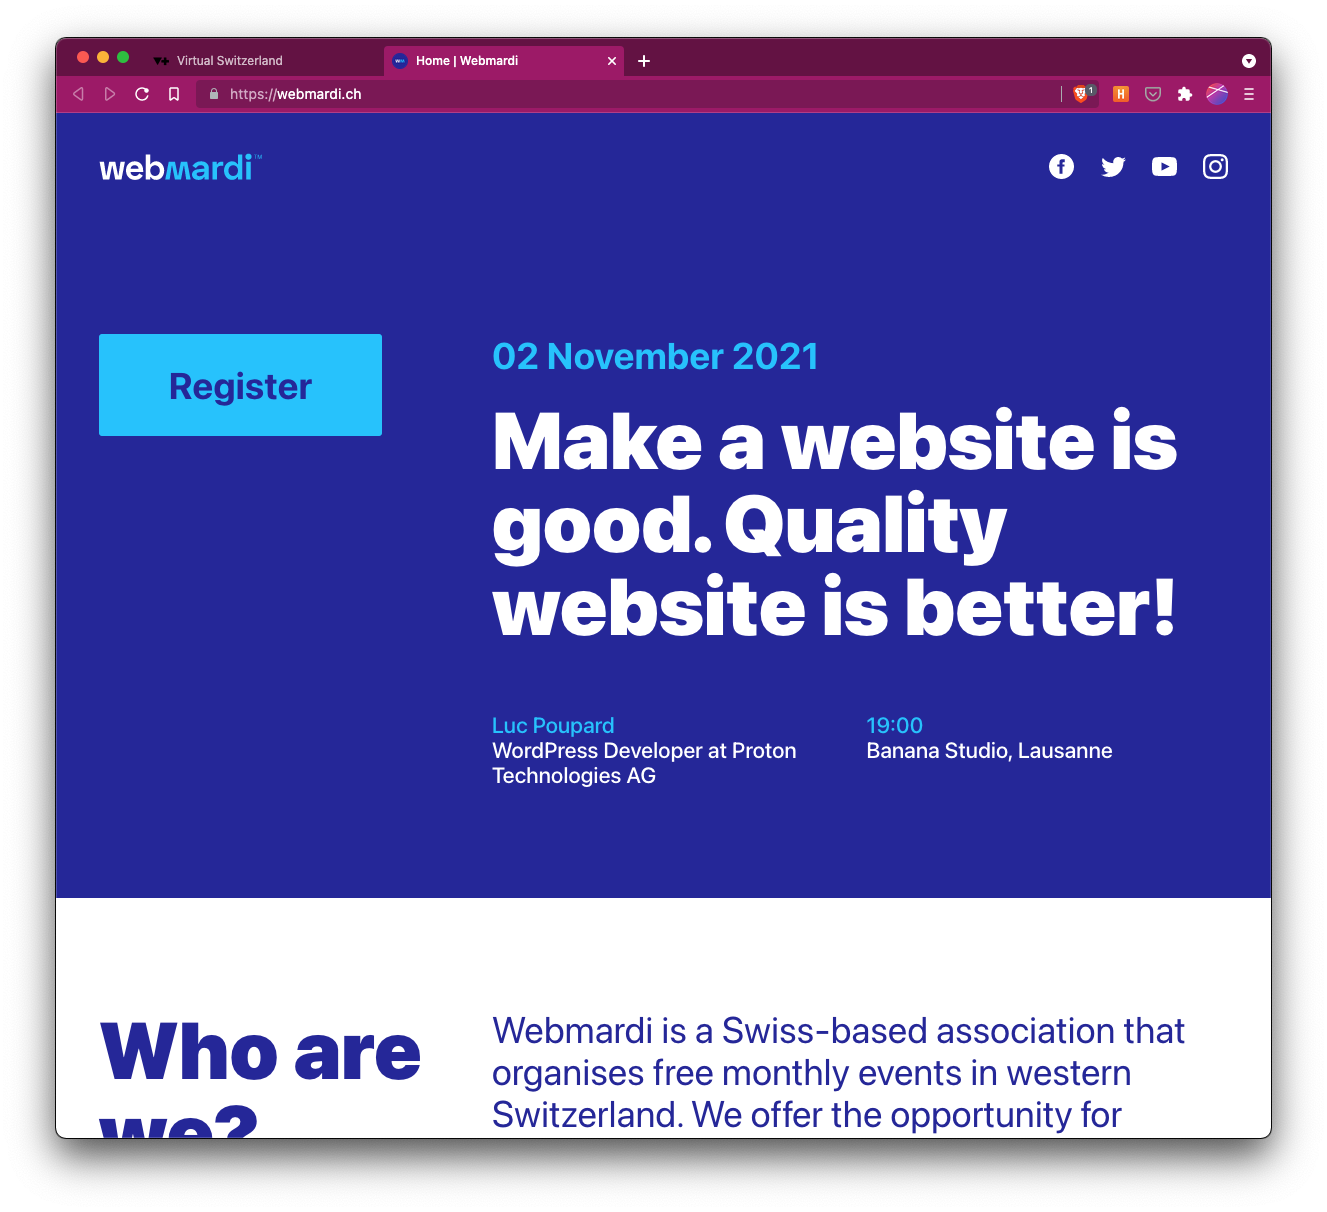 Virtual Switzerland
Home | Webmardi
https://webmardi.ch
1
H
webmardi™
Register
02 November 2021
Make a website is
good. Quality
website is better!
Luc Poupard
WordPress Developer at Proton
Technologies AG
19:00
Banana Studio, Lausanne
Who are
we?
Webmardi is a Swiss-based association that
organises free monthly events in western
Switzerland. We offer the opportunity for